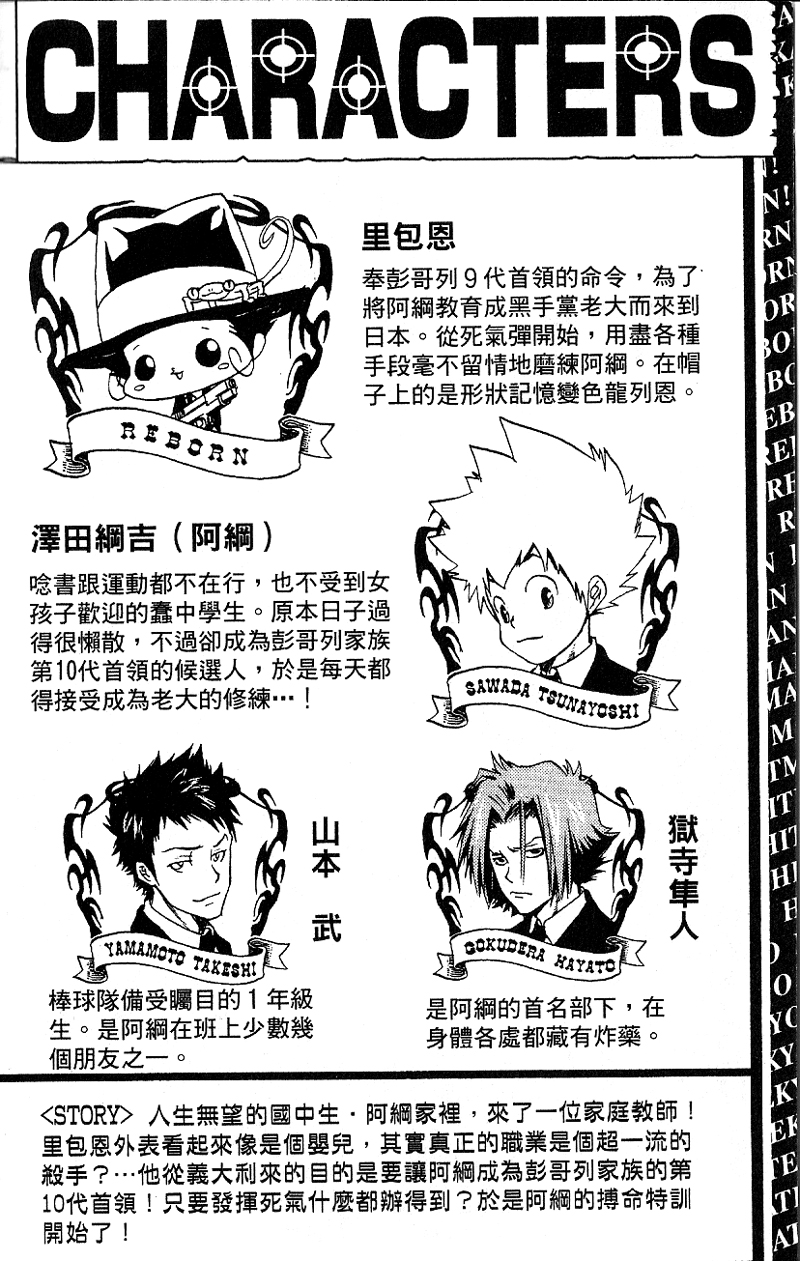 CHARACTERS
里包恩
奉彭哥列9代首領的命令，為了
將阿綱教育成黑手黨老大而來到
日本。從死氣彈開始，用盡各種
手段毫不留情地磨練阿綱。在帽
子上的是形狀記憶變色龍列恩。
REBORN
澤田綱吉（阿綱）
唸書跟運動都不在行，也不受到女
孩子歡迎的蠢中學生。原本日子過
得很懶散，不過卻成為彭哥列家族
第10代首領的候選人，於是每天都
得接受成為老大的修練…！
SAWADA TSUNAYOSHI
山本 武
YAMAMOTO TAKESHI
棒球隊備受矚目的1年級
生。是阿綱在班上少數幾
個朋友之一。
獄寺隼人
GOKUDERA HAYATO
是阿綱的首名部下，在
身體各處都藏有炸藥。
<STORY> 人生無望的國中生・阿綱家裡，來了一位家庭教師！
里包恩外表看起來像是個嬰兒，其實真正的職業是個超一流的
殺手？…他從義大利來的目的是要讓阿綱成為彭哥列家族的第
10代首領！只要發揮死氣什麼都辦得到？於是阿綱的搏命特訓
開始了！